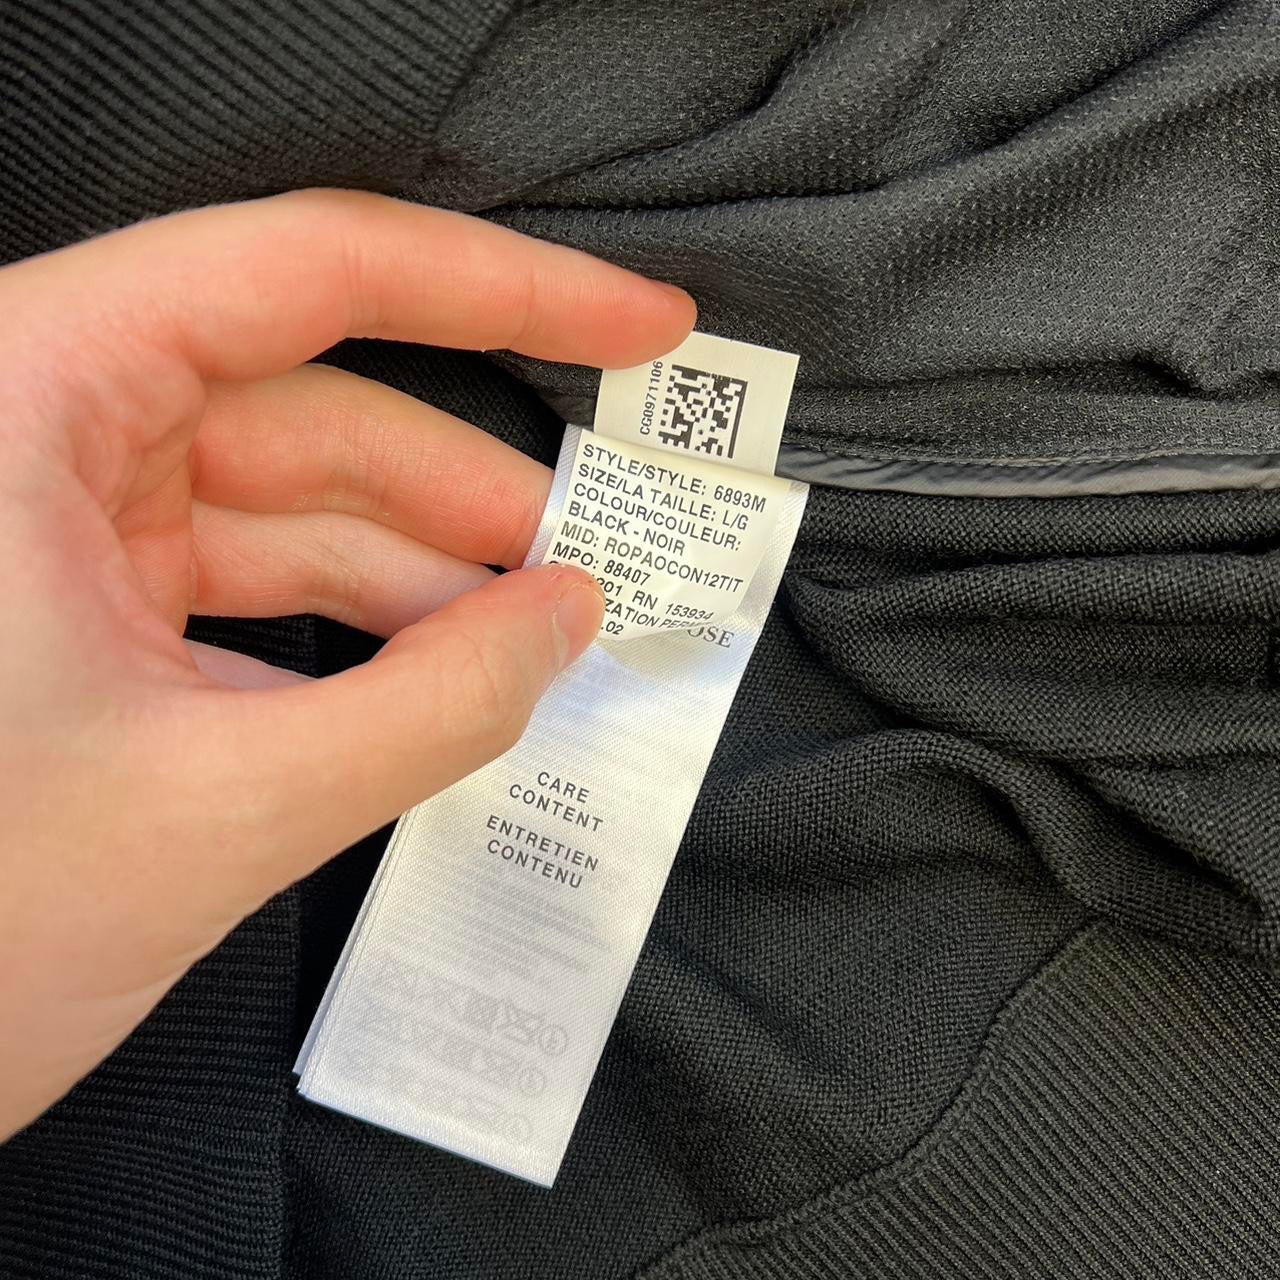 CG0971106
STYLE/STYLE: 6893M
SIZE/LA TAILLE: L/G
COLOUR/COULEUR:
BLACK - NOIR
MID: ROPAOCON12TIT
MPO: 88407
RN 153934
.02
CARE
CONTENT
ENTRETIEN
CONTENU